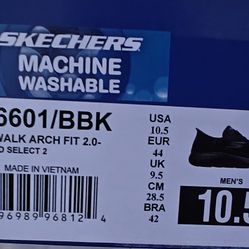 SKECHERS
MACHINE
WASHABLE
6601/BBK
WALK ARCH FIT 2.0-
D SELECT 2
MADE IN VIETNAM
96989 96812 4
USA
10.5
EUR
44
UK
9.5
CM
28.5
BRA
42
MEN'S
10.5